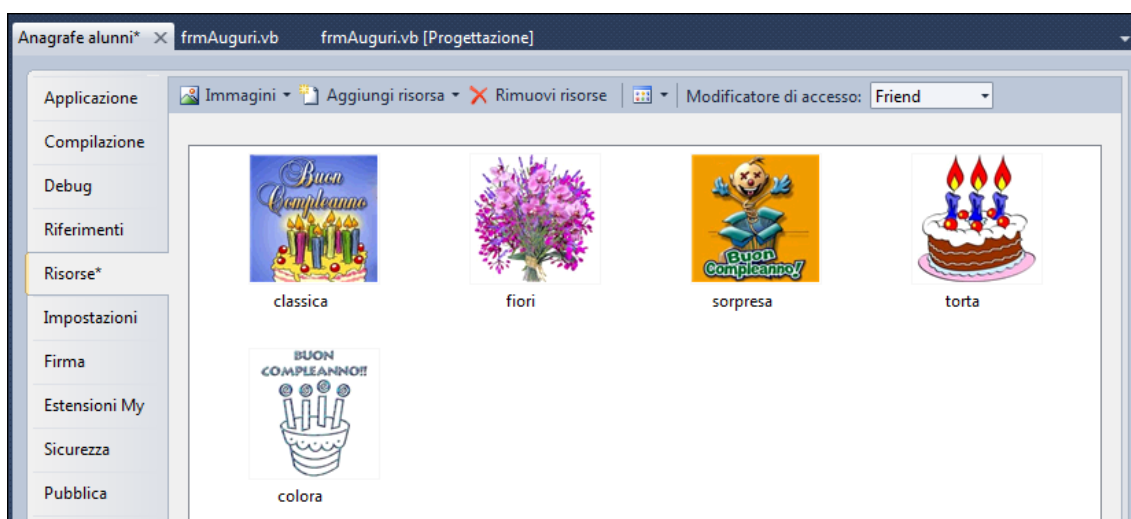 Anagrafe alunni* frmAuguri.vb frmAuguri.vb [Progettazione]
Immagini Aggiungi risorsa Rimuovi risorse Modificatore di accesso: Friend
Applicazione
Compilazione
Debug
Riferimenti
Risorse*
Impostazioni
Firma
Estensioni My
Sicurezza
Pubblica
Buon
Compleanno
Buon
Compleanno!
classica fiori sorpresa torta
BUON
COMPLEANNO!!
colora